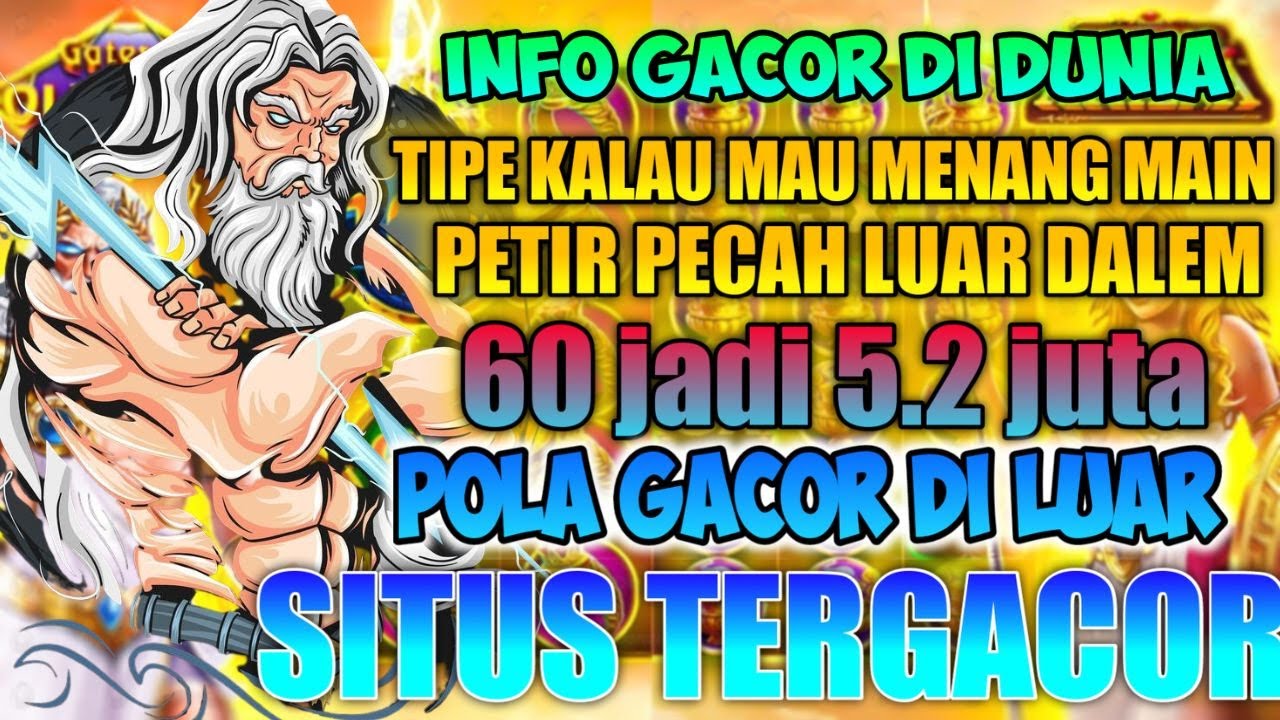 Gates
INFO GACOR DI DUNIA
TIPE KALAU MAU MENANG MAIN
PETIR PECAH LUAR DALEM
60 jadi 5.2 juta
POLA GACOR DI LUAR
SITUS TERGACOR